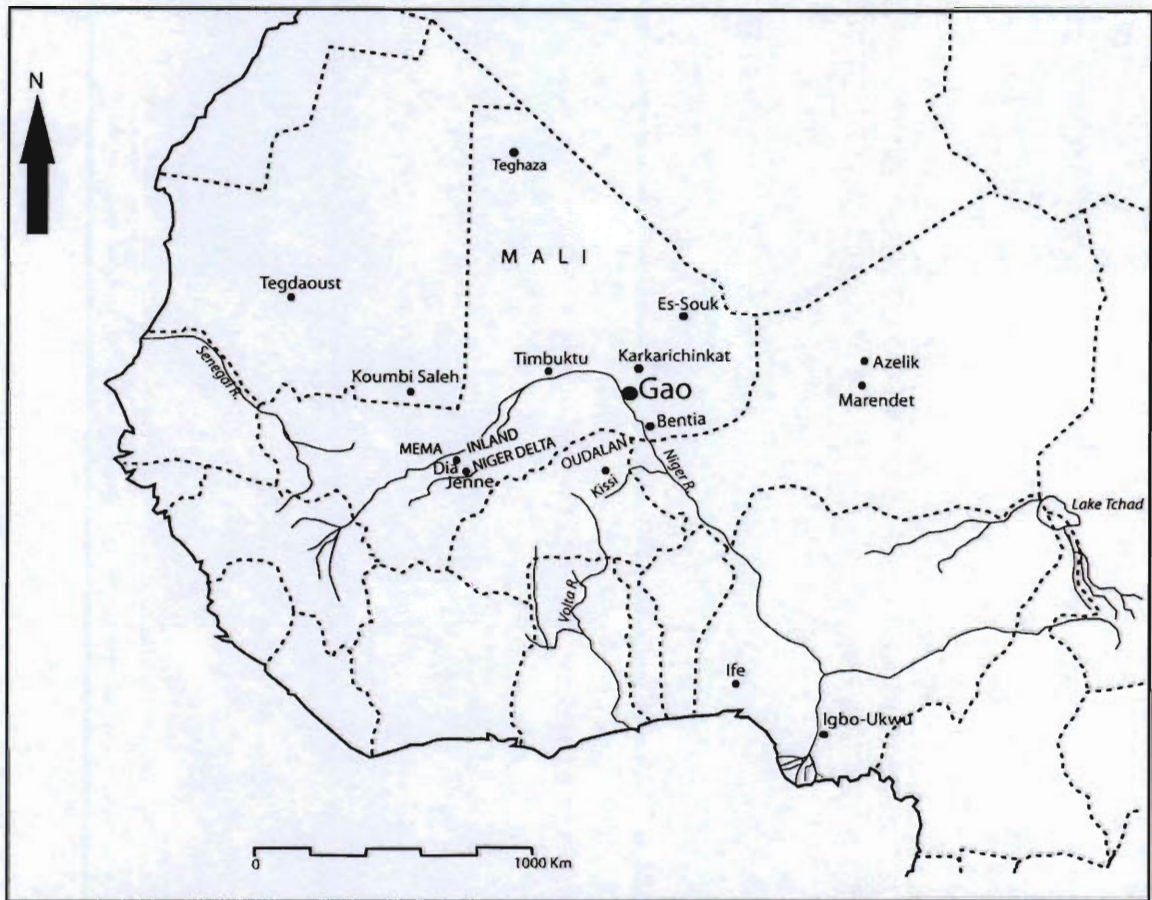 N
Teghaza
MALI
Tegdaoust
Es-Souk
Senegal R.
Timbuktu
Karkarichinkat
Azelik
Koumbi Saleh
Gao
Marendet
Bentia
MEMA
INLAND
NIGER DELTA
OUDALAN
Dia
Jenne
Kissi
Niger R.
Lake Tchad
Volta R.
Ife
Igbo-Ukwu
0
1000 Km